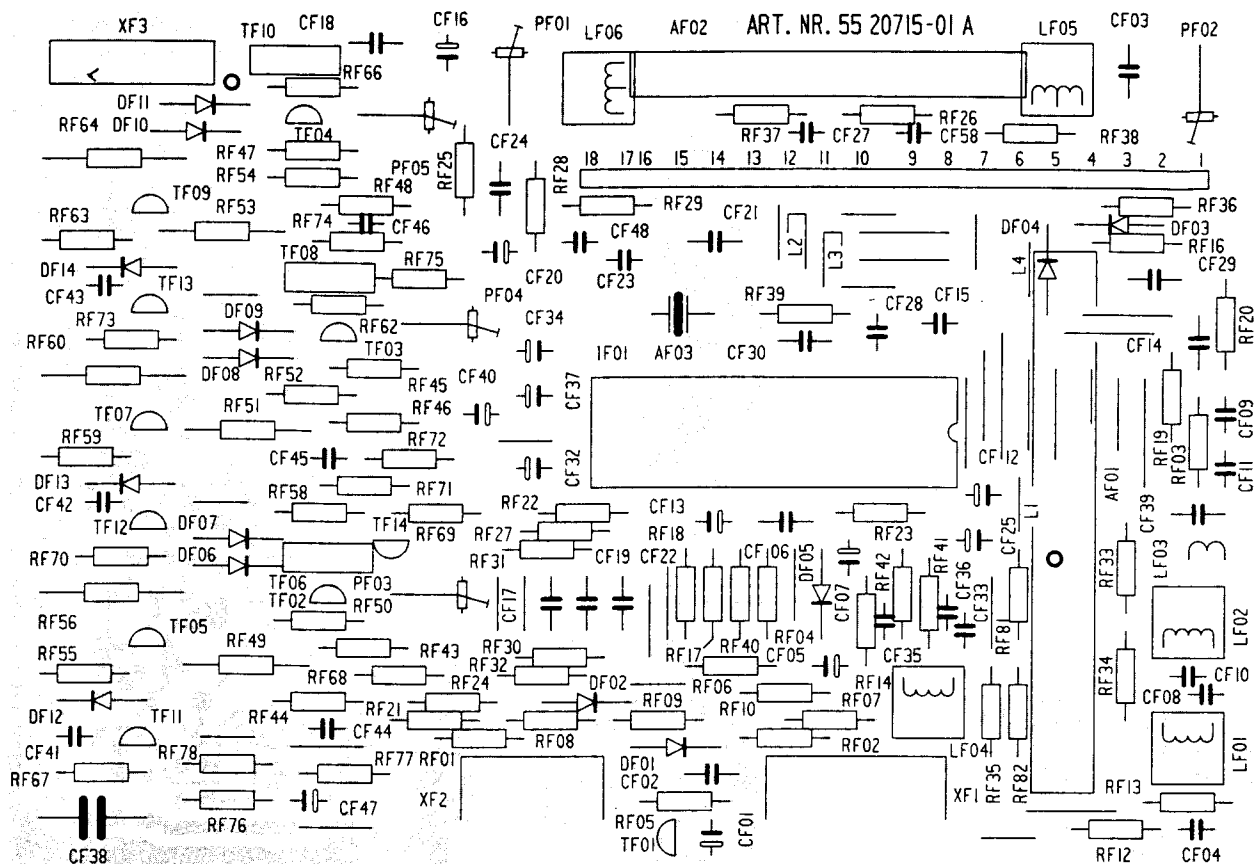 XF3
TF10
CF18
CF16
PF01
LF06
AF02
ART. NR. 55 20715-01 A
LF05
CF03
PF02
RF66
DF11
RF64
DF10
TF04
RF47
RF54
PF05
RF25
CF24
RF28
RF37
CF27
RF26
CF58
RF38
18 17 16 15 14 13 12 11 10 9 8 7 6 5 4 3 2 1
TF09
RF48
RF53
RF74
CF46
RF63
RF29
CF21
L2
L3
CF48
CF23
CF20
DF04
L4
RF36
DF03
RF16
CF29
DF14
CF43
TF13
TF08
RF75
PF04
RF73
RF60
DF09
RF62
CF34
RF39
CF28
CF15
RF20
DF08
TF03
RF52
RF45
CF40
IF01
AF03
CF30
CF14
CF37
TF07
RF51
RF46
RF59
CF45
RF72
CF32
CF12
RF19
RF03
CF09
CF11
DF13
CF42
RF58
RF71
RF22
CF13
TF12
DF07
TF14
RF69
RF27
RF18
RF23
CF25
L1
AF01
CF39
RF70
DF06
RF31
CF19
CF22
CF06
DF05
RF41
RF42
CF36
CF33
RF33
LF03
TF06
PF03
TF02
RF50
CF17
CF07
RF8
RF56
TF05
RF49
RF43
RF30
RF32
RF17
RF40
RF04
CF05
CF35
RF14
LF02
RF55
RF68
RF24
DF02
RF06
RF34
CF10
CF08
DF12
TF11
RF44
RF21
RF09
RF10
RF07
CF41
CF44
RF08
RF02
LF04
LF01
RF67
RF78
RF77
RF01
DF01
CF02
RF35
RF82
RF13
XF2
XF1
CF47
RF76
RF05
TF01
CF01
CF38
RF12
CF04